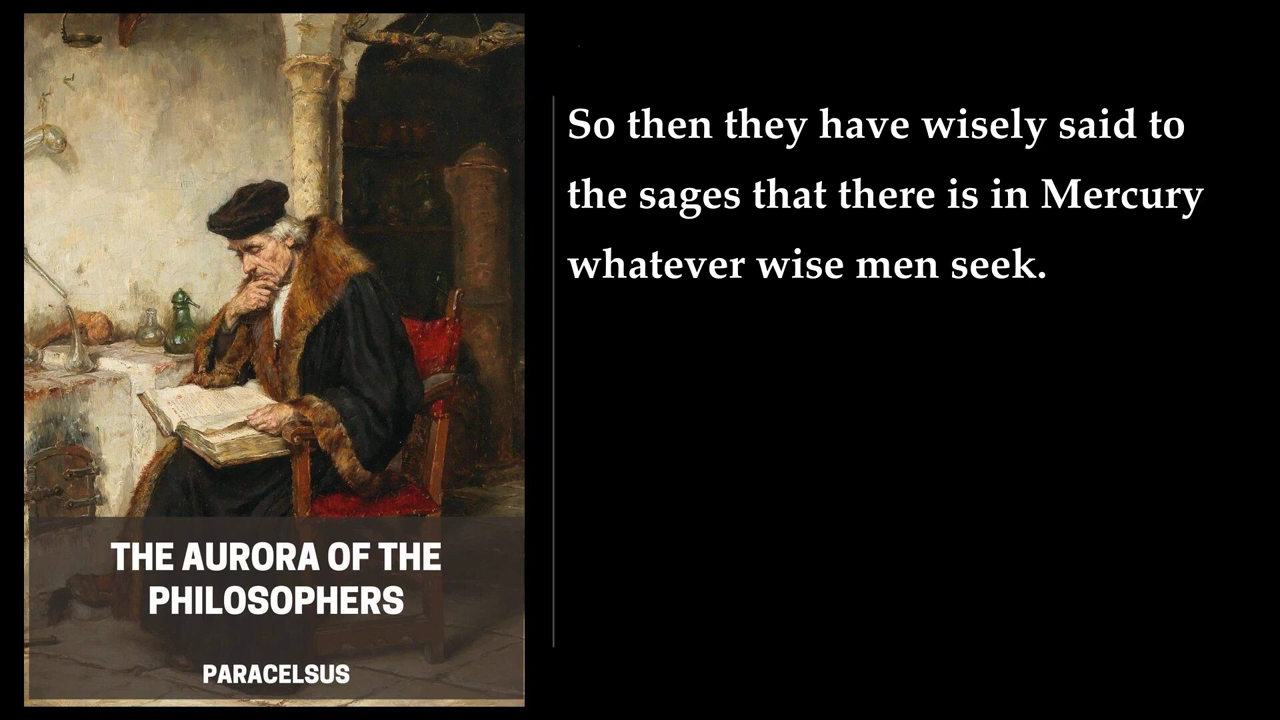 So then they have wisely said to
the sages that there is in Mercury
whatever wise men seek.
THE AURORA OF THE
PHILOSOPHERS
PARACELSUS